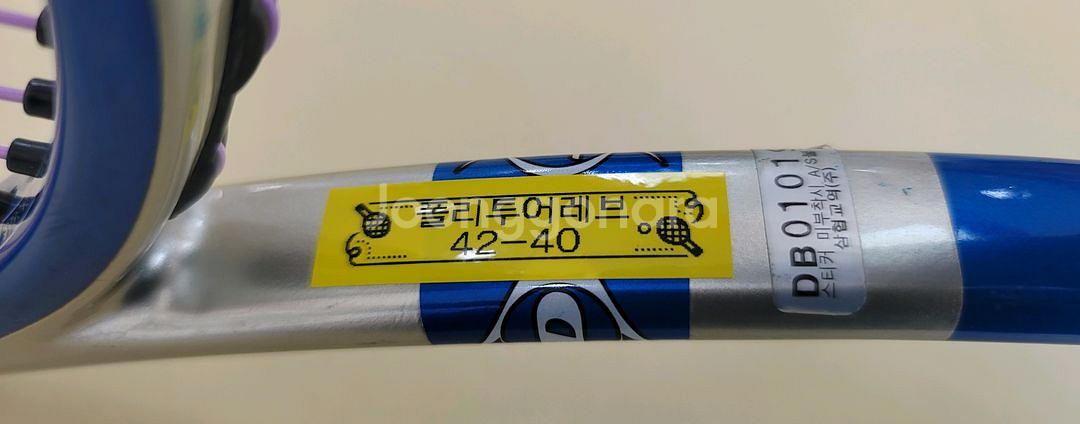 폴리투어레브
42-40
Joonggonara
DB0101
스티커 미부착시 A/S불
삼협교역(주)
D